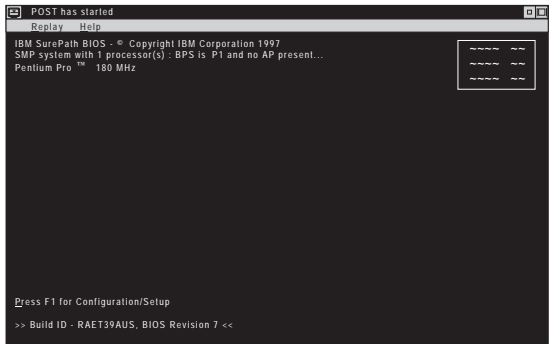 POST has started
Replay Help
IBM SurePath BIOS - © Copyright IBM Corporation 1997
SMP system with 1 processor(s) : BPS is P1 and no AP present...
Pentium Pro ™ 180 MHz
~~~~ ~~
~~~~ ~~
~~~~ ~~
Press F1 for Configuration/Setup
>> Build ID - RAET39AUS, BIOS Revision 7 <<